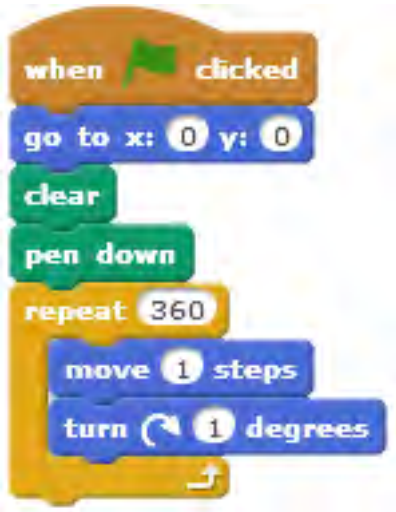 when clicked
go to x: 0 y: 0
clear
pen down
repeat 360
move 1 steps
turn 1 degrees